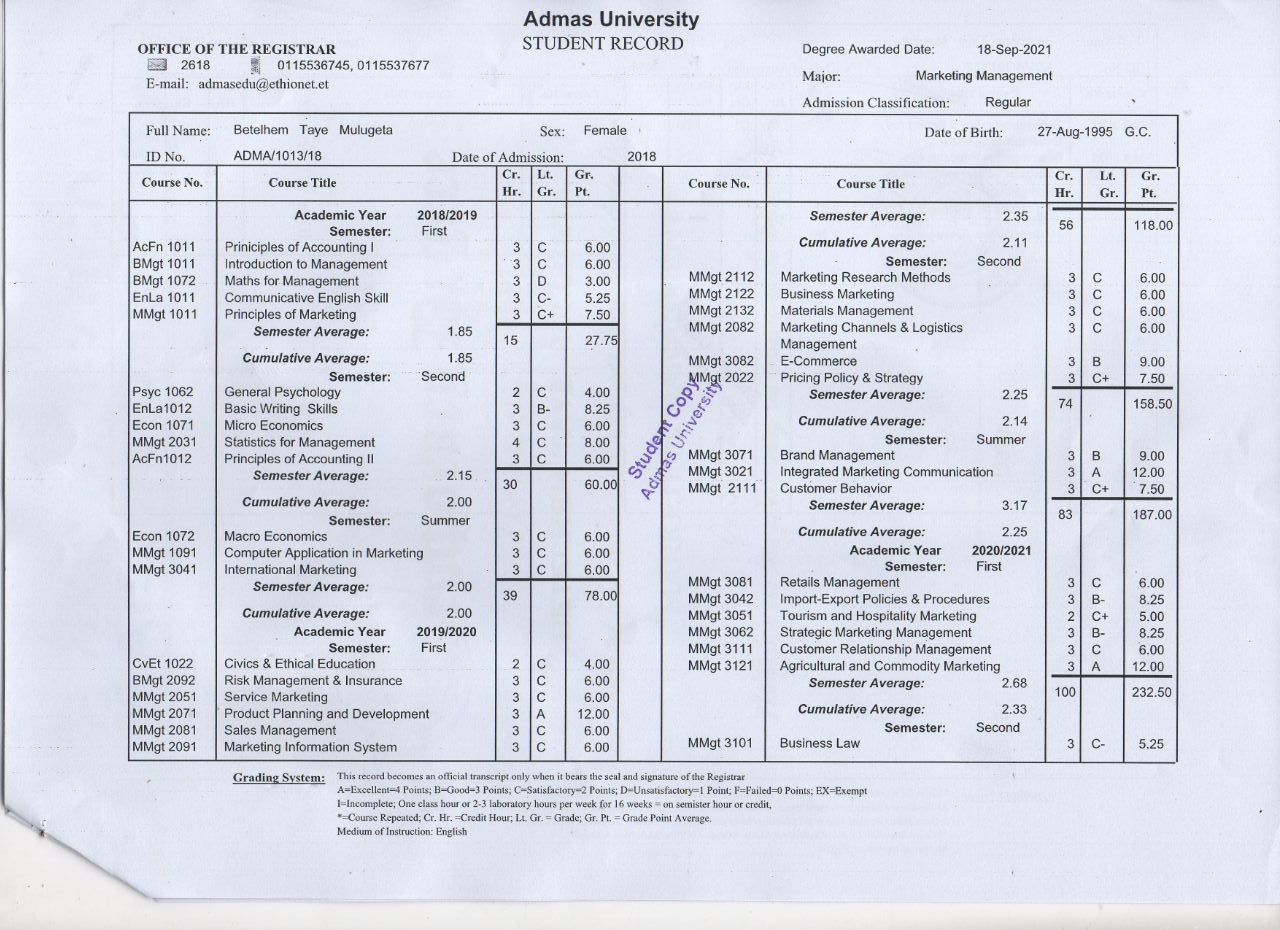 Admas University
STUDENT RECORD
OFFICE OF THE REGISTRAR
2618 0115536745, 0115537677
E-mail: admasedu@ethionet.et
Degree Awarded Date: 18-Sep-2021
Major: Marketing Management
Admission Classification: Regular
Full Name: Betelhem Taye Mulugeta Sex: Female Date of Birth: 27-Aug-1995 G.C.
ID No. ADMA/1013/18 Date of Admission: 2018
Course No. Course Title Cr. Hr. Lt. Gr. Gr. Pt.
Academic Year 2018/2019
Semester: First
AcFn 1011 Priniciples of Accounting I 3 C 6.00
BMgt 1011 Introduction to Management 3 C 6.00
BMgt 1072 Maths for Management 3 D 3.00
EnLa 1011 Communicative English Skill 3 C- 5.25
MMgt 1011 Principles of Marketing 3 C+ 7.50
Semester Average: 1.85
15 27.75
Cumulative Average: 1.85
Semester: Second
Psyc 1062 General Psychology 2 C 4.00
EnLa1012 Basic Writing Skills 3 B- 8.25
Econ 1071 Micro Economics 3 C 6.00
MMgt 2031 Statistics for Management 4 C 8.00
AcFn1012 Principles of Accounting II 3 C 6.00
Semester Average: 2.15
30 60.00
Cumulative Average: 2.00
Semester: Summer
Econ 1072 Macro Economics 3 C 6.00
MMgt 1091 Computer Application in Marketing 3 C 6.00
MMgt 3041 International Marketing 3 C 6.00
Semester Average: 2.00
39 78.00
Cumulative Average: 2.00
Academic Year 2019/2020
Semester: First
CvEt 1022 Civics & Ethical Education 2 C 4.00
BMgt 2092 Risk Management & Insurance 3 C 6.00
MMgt 2051 Service Marketing 3 C 6.00
MMgt 2071 Product Planning and Development 3 A 12.00
MMgt 2081 Sales Management 3 C 6.00
MMgt 2091 Marketing Information System 3 C 6.00
Student Copy
Admas University
Course No. Course Title Cr. Hr. Lt. Gr. Gr. Pt.
Semester Average: 2.35
56 118.00
Cumulative Average: 2.11
Semester: Second
MMgt 2112 Marketing Research Methods 3 C 6.00
MMgt 2122 Business Marketing 3 C 6.00
MMgt 2132 Materials Management 3 C 6.00
MMgt 2082 Marketing Channels & Logistics 3 C 6.00
Management
MMgt 3082 E-Commerce 3 B 9.00
MMgt 2022 Pricing Policy & Strategy 3 C+ 7.50
Semester Average: 2.25
74 158.50
Cumulative Average: 2.14
Semester: Summer
MMgt 3071 Brand Management 3 B 9.00
MMgt 3021 Integrated Marketing Communication 3 A 12.00
MMgt 2111 Customer Behavior 3 C+ 7.50
Semester Average: 3.17
83 187.00
Cumulative Average: 2.25
Academic Year 2020/2021
Semester: First
MMgt 3081 Retails Management 3 C 6.00
MMgt 3042 Import-Export Policies & Procedures 3 B- 8.25
MMgt 3051 Tourism and Hospitality Marketing 2 C+ 5.00
MMgt 3062 Strategic Marketing Management 3 B- 8.25
MMgt 3111 Customer Relationship Management 3 C 6.00
MMgt 3121 Agricultural and Commodity Marketing 3 A 12.00
Semester Average: 2.68
100 232.50
Cumulative Average: 2.33
Semester: Second
MMgt 3101 Business Law 3 C- 5.25
Grading System: This record becomes an official transcript only when it bears the seal and signature of the Registrar
A=Excellent=4 Points; B=Good=3 Points; C=Satisfactory=2 Points; D=Unsatisfactory=1 Point; F=Failed=0 Points; EX=Exempt
I=Incomplete; One class hour or 2-3 laboratory hours per week for 16 weeks = on semister hour or credit,
*=Course Repeated; Cr. Hr. =Credit Hour; Lt. Gr. = Grade; Gr. Pt. = Grade Point Average.
Medium of Instruction: English